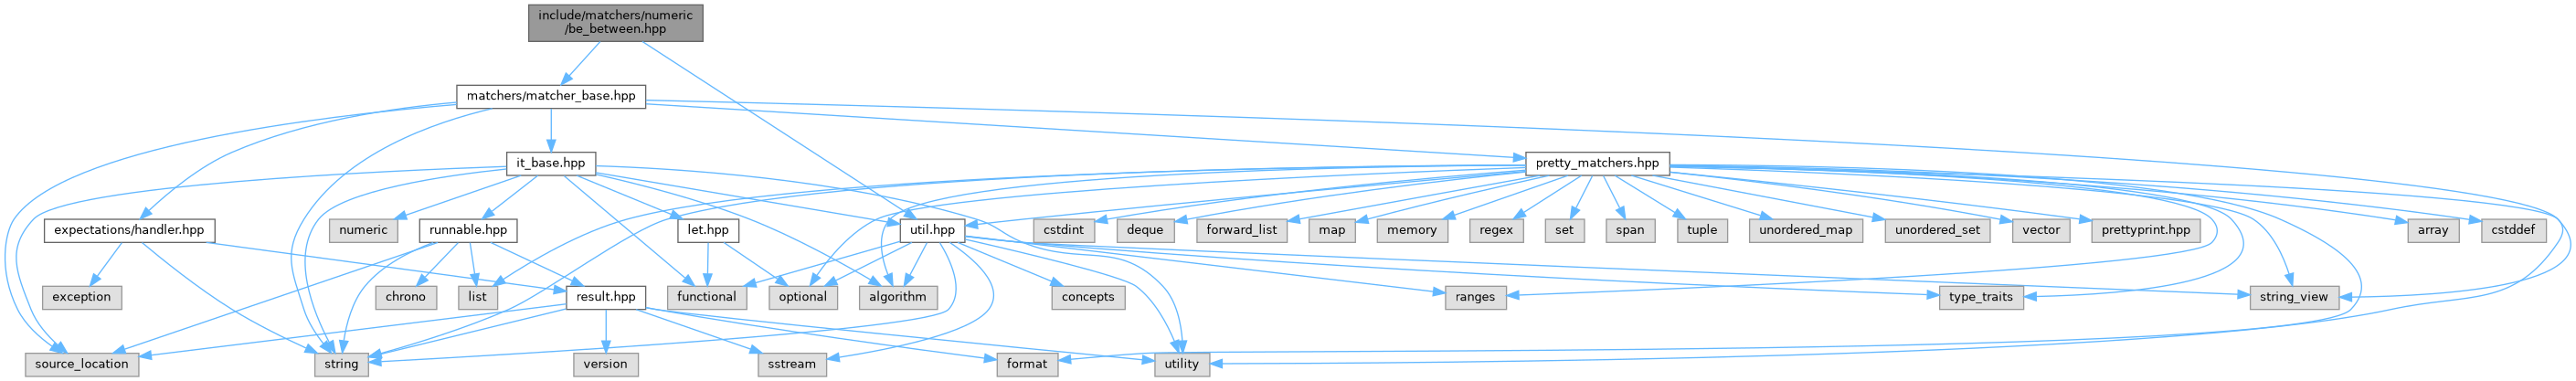 include/matchers/numeric
/be_between.hpp
matchers/matcher_base.hpp
it_base.hpp
pretty_matchers.hpp
expectations/handler.hpp
numeric
runnable.hpp
let.hpp
util.hpp
cstdint
deque
forward_list
map
memory
regex
set
span
tuple
unordered_map
unordered_set
vector
prettyprint.hpp
array
cstddef
exception
chrono
list
result.hpp
functional
optional
algorithm
concepts
ranges
type_traits
string_view
source_location
string
version
sstream
format
utility